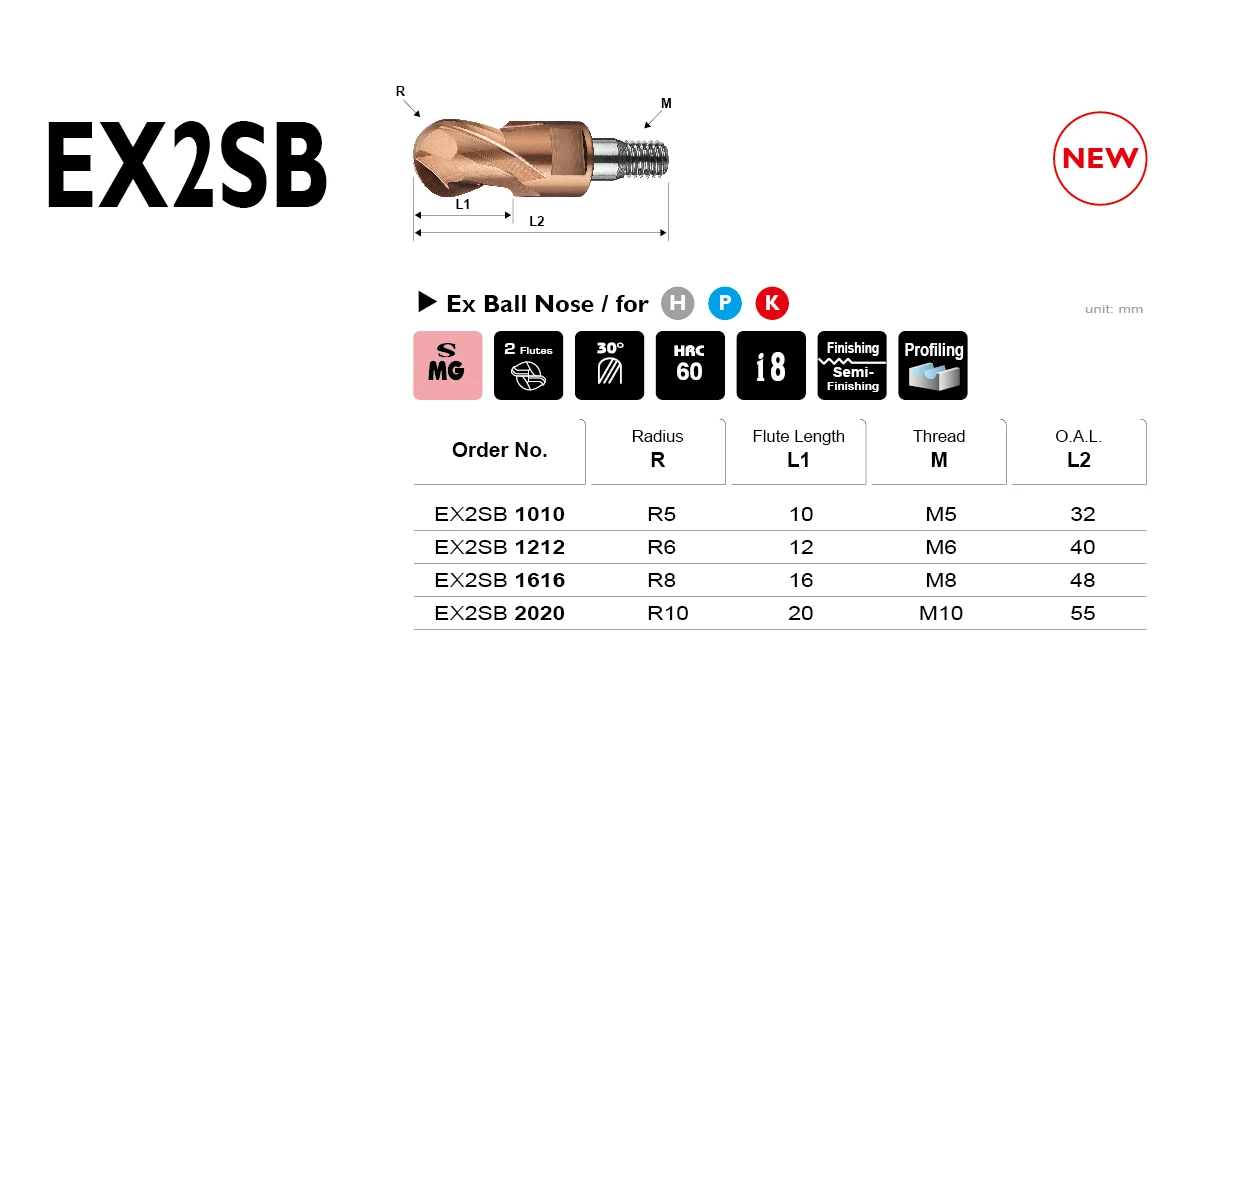 EX2SB
R
M
L1
L2
NEW
Ex Ball Nose / for H P K
unit: mm
S
MG
2 Flutes
30°
HRC
60
i8
Finishing
Semi-
Finishing
Profiling
Order No.
Radius
R
Flute Length
L1
Thread
M
O.A.L.
L2
EX2SB 1010 R5 10 M5 32
EX2SB 1212 R6 12 M6 40
EX2SB 1616 R8 16 M8 48
EX2SB 2020 R10 20 M10 55